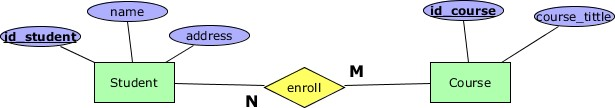 name
id_student
address
id_course
course_tittle
Student
N
enroll
M
Course